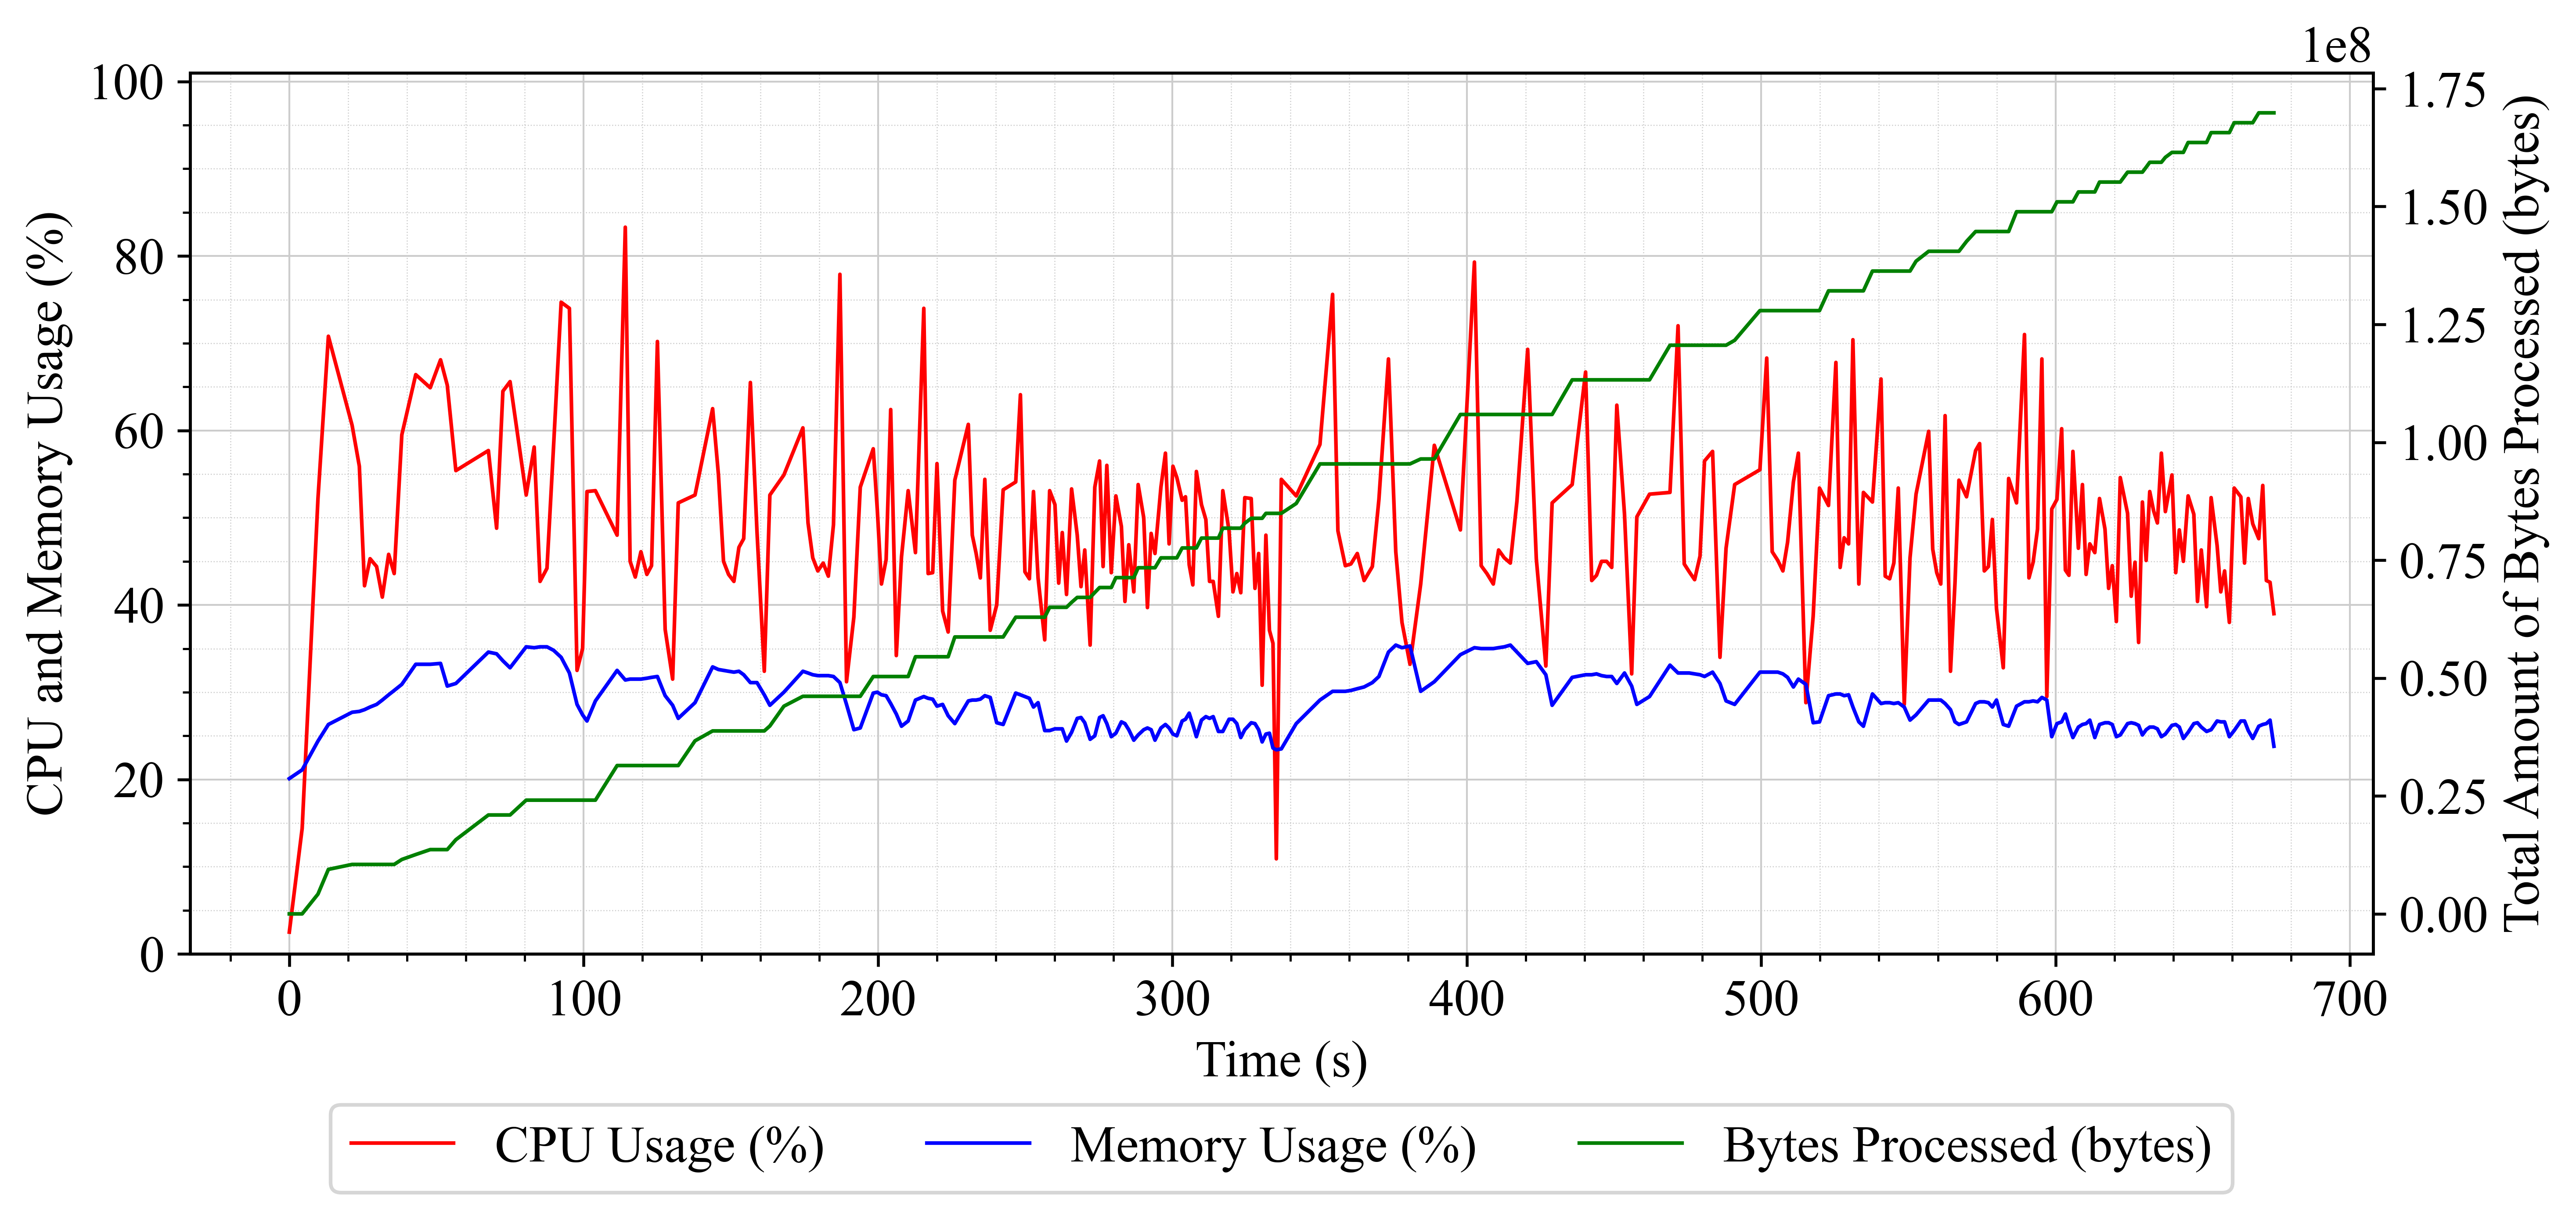 1e8
100
80
60
40
20
0
CPU and Memory Usage (%)
1.75
1.50
1.25
1.00
0.75
0.50
0.25
0.00
Total Amount of Bytes Processed (bytes)
0 100 200 300 400 500 600 700
Time (s)
CPU Usage (%) Memory Usage (%) Bytes Processed (bytes)